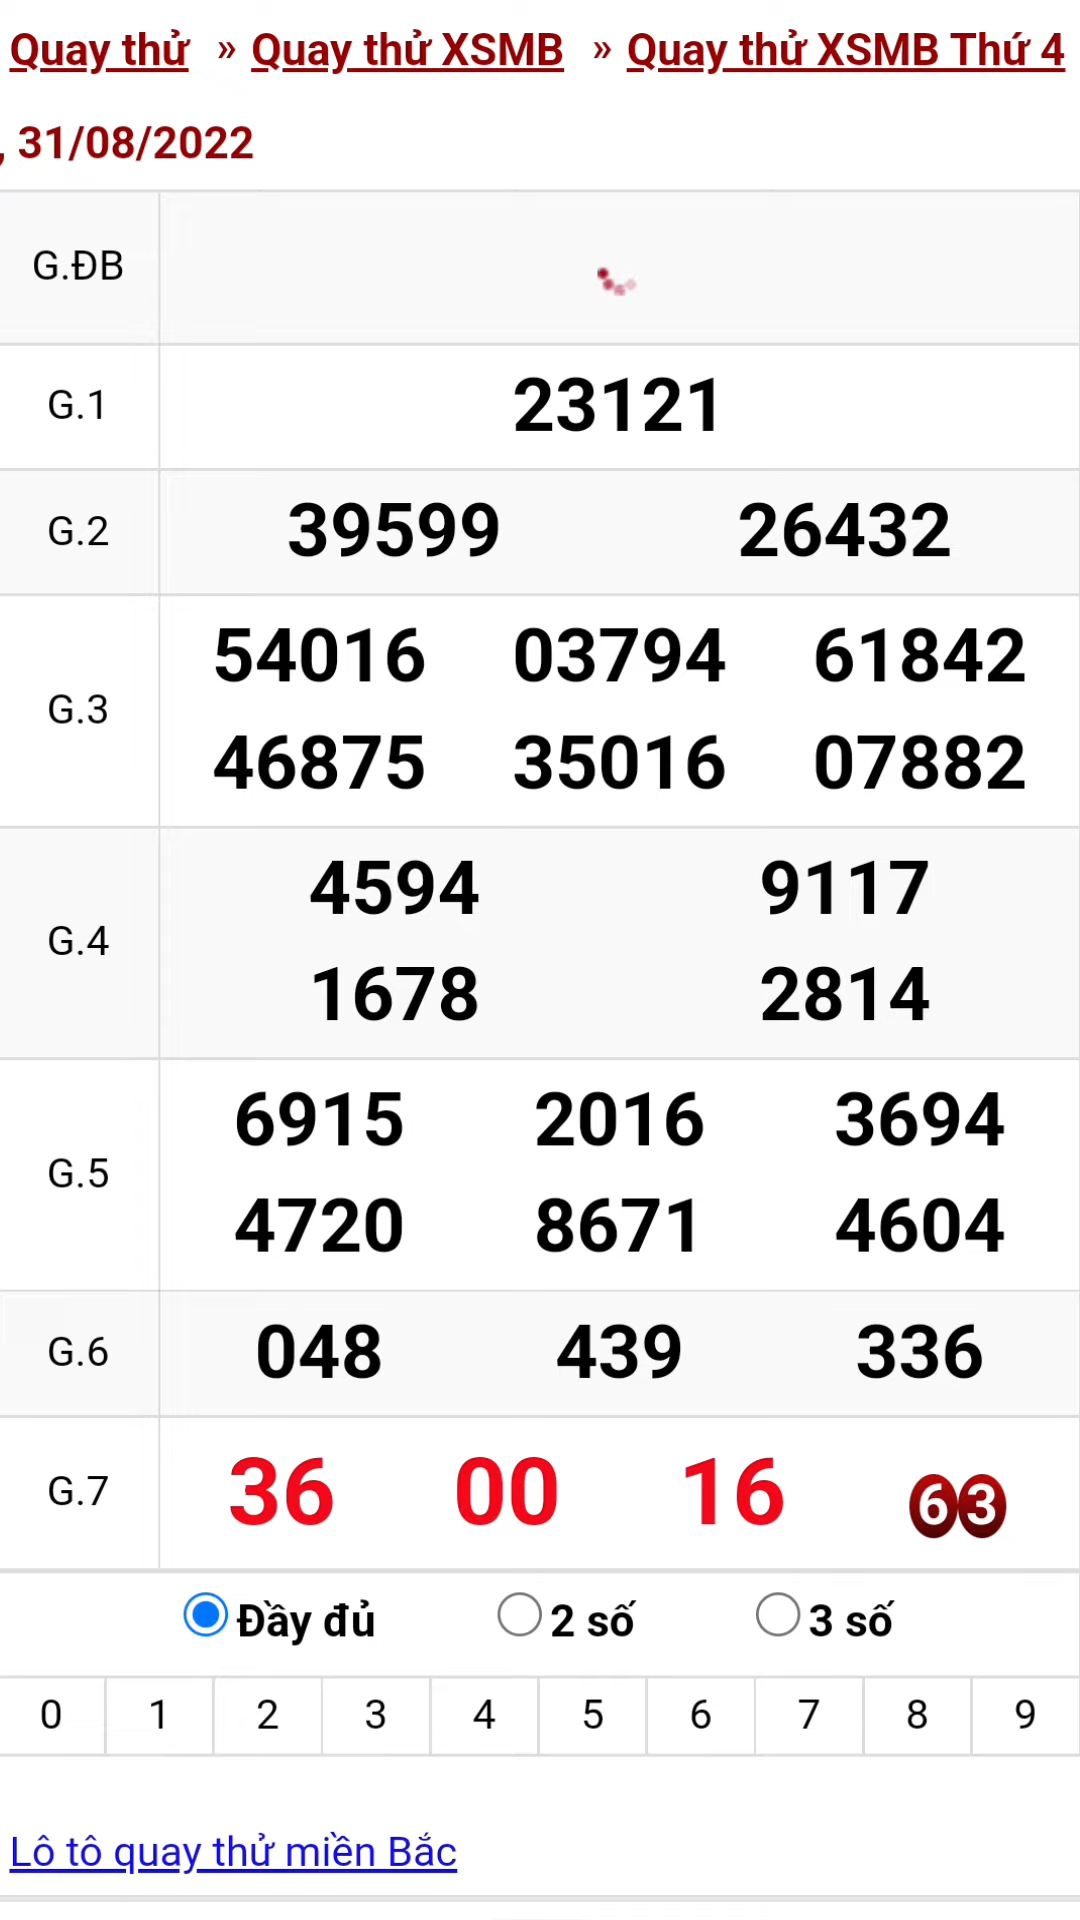 Quay thử » Quay thử XSMB » Quay thử XSMB Thứ 4
, 31/08/2022
G.ĐB
G.1 23121
G.2 39599 26432
G.3 54016 03794 61842
46875 35016 07882
G.4 4594 9117
1678 2814
G.5 6915 2016 3694
4720 8671 4604
G.6 048 439 336
G.7 36 00 16 63
Đầy đủ 2 số 3 số
0 1 2 3 4 5 6 7 8 9
Lô tô quay thử miền Bắc